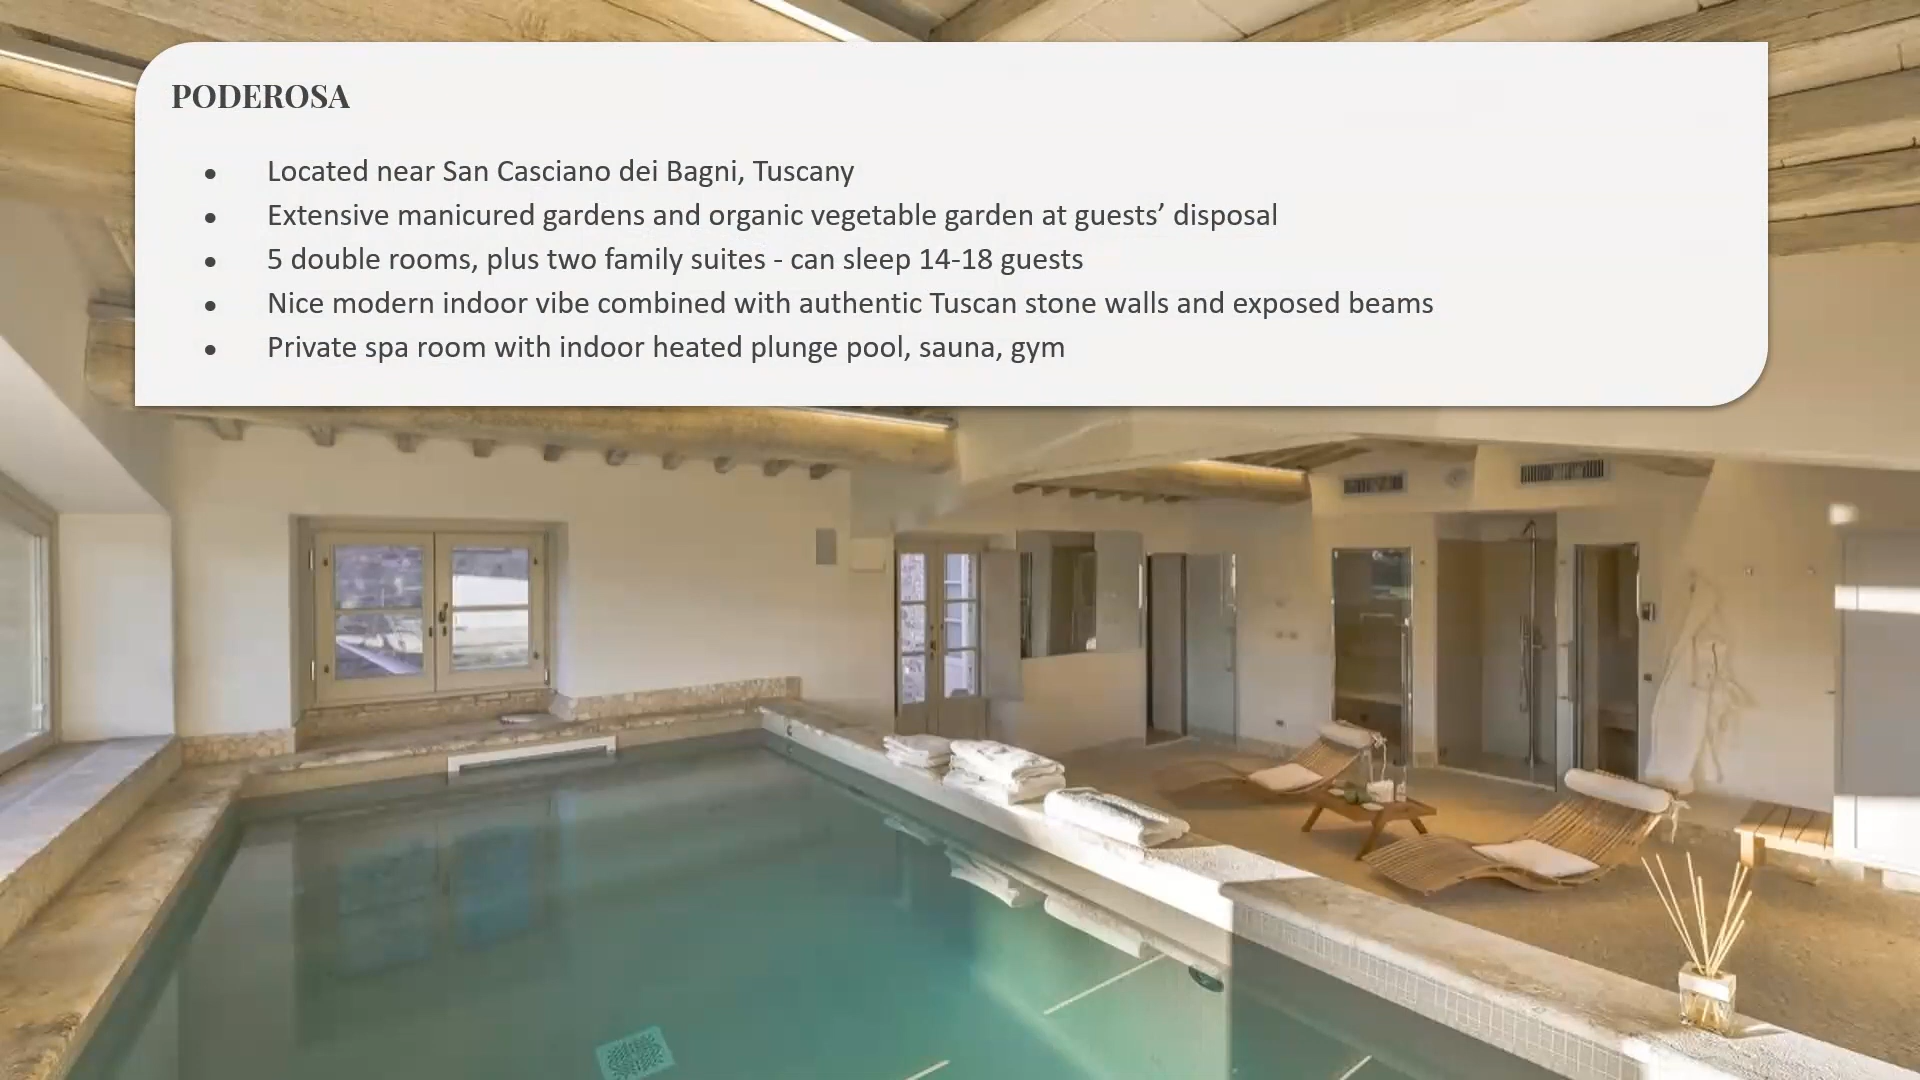 PODEROSA
● Located near San Casciano dei Bagni, Tuscany
● Extensive manicured gardens and organic vegetable garden at guests’ disposal
● 5 double rooms, plus two family suites - can sleep 14-18 guests
● Nice modern indoor vibe combined with authentic Tuscan stone walls and exposed beams
● Private spa room with indoor heated plunge pool, sauna, gym